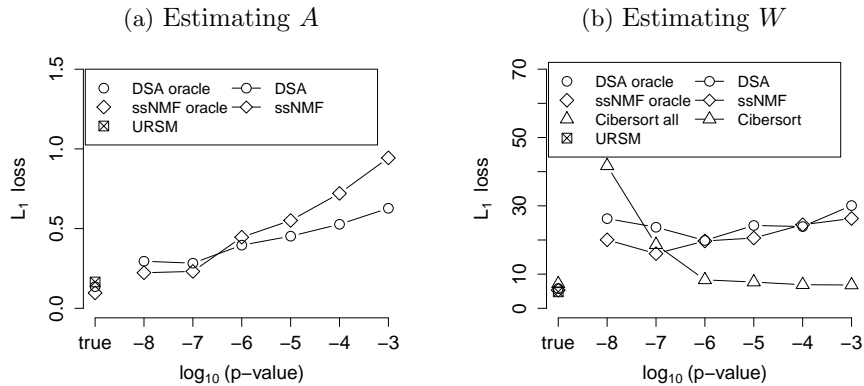 (a) Estimating A
1.5
1.0
0.5
0.0
L₁ loss
DSA oracle
DSA
ssNMF oracle
ssNMF
URSM
true −8 −7 −6 −5 −4 −3
log₁₀ (p−value)
(b) Estimating W
70
50
30
20
10
0
L₁ loss
DSA oracle
DSA
ssNMF oracle
ssNMF
Cibersort all
Cibersort
URSM
true −8 −7 −6 −5 −4 −3
log₁₀ (p−value)